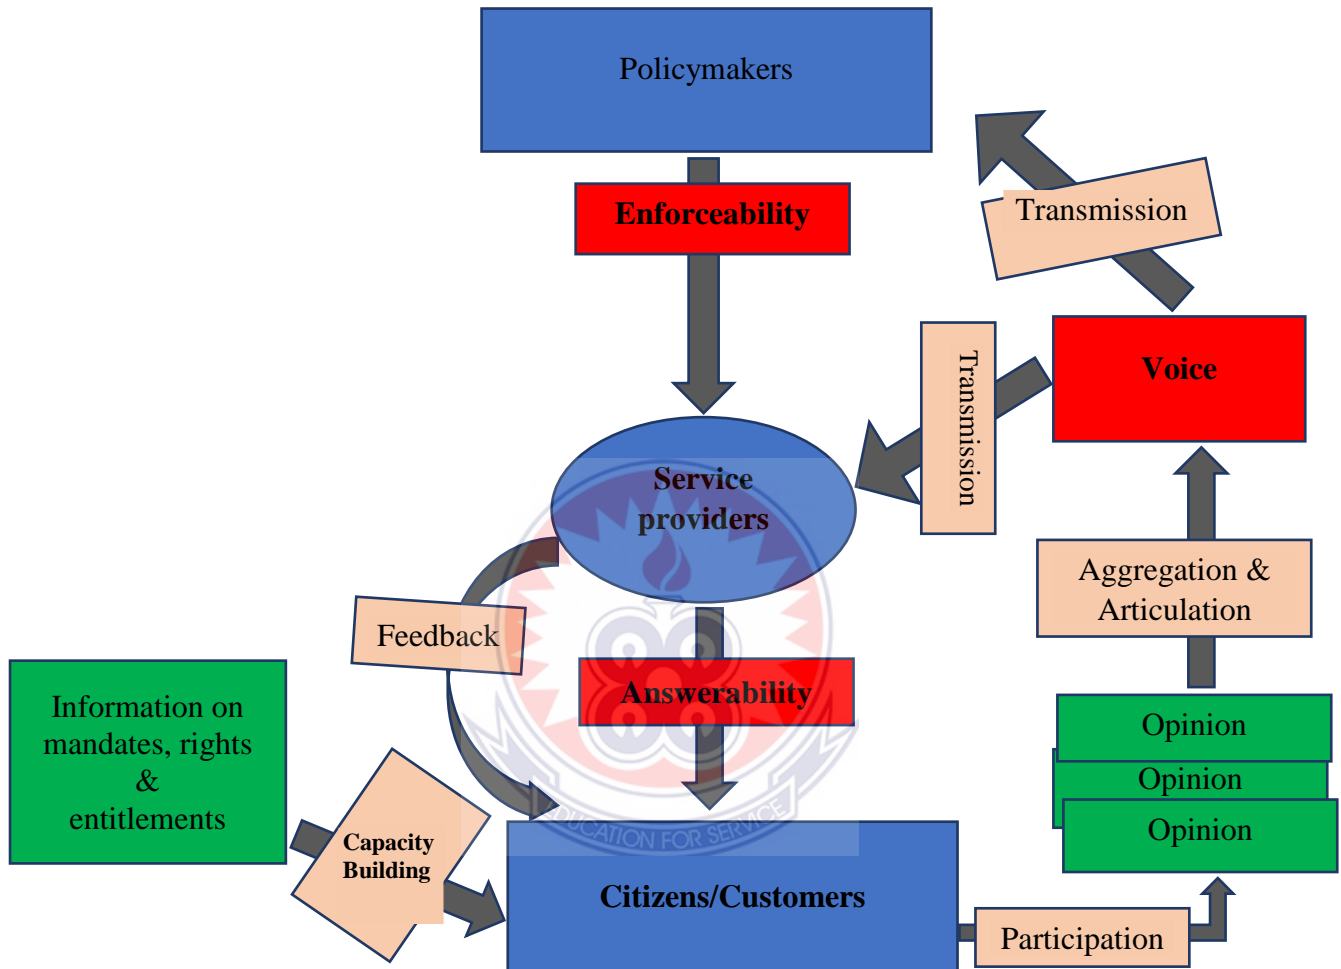 Policymakers
Enforceability
Transmission
Voice
Transmission
Service
providers
Aggregation &
Articulation
Feedback
Answerability
Information on
mandates, rights
&
entitlements
Opinion
Opinion
Opinion
Capacity
Building
EDUCATION FOR SERVICE
Citizens/Customers
Participation